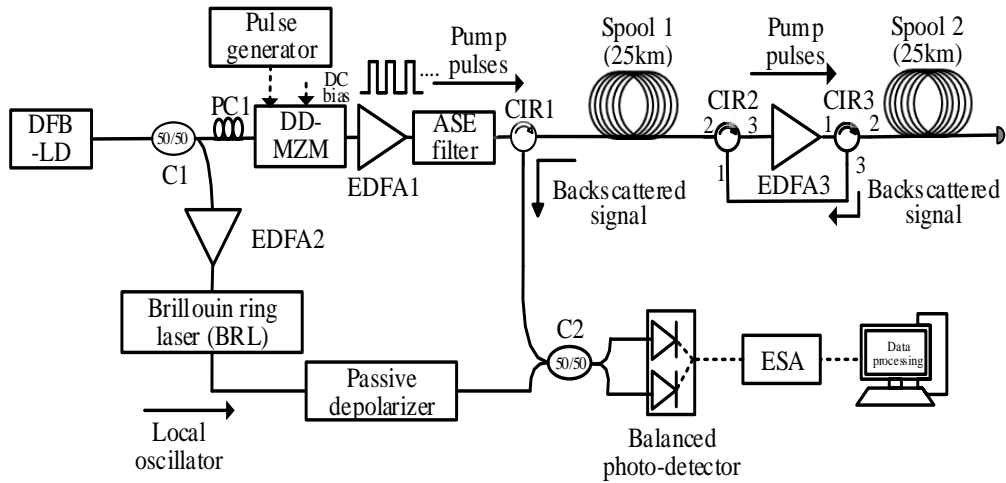 Pulse
generator
DC
bias
Pump
pulses
Spool 1
(25km)
Spool 2
(25km)
DFB
-LD
50/50
C1
PC1
DD-
MZM
EDFA1
ASE
filter
CIR1
CIR2
2
3
1
EDFA3
CIR3
1
2
3
Backscattered
signal
Backscattered
signal
EDFA2
Brillouin ring
laser (BRL)
Passive
depolarizer
Local
oscillator
C2
50/50
Balanced
photo-detector
ESA
Data
processing